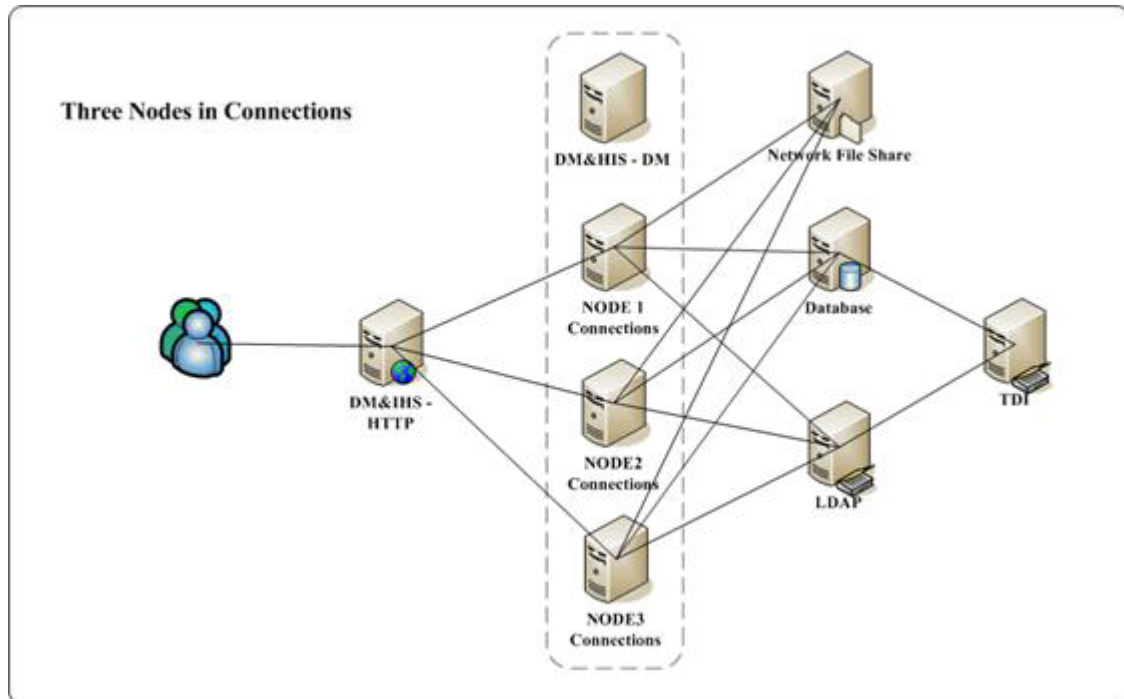 Three Nodes in Connections
DM&HIS - DM
Network File Share
NODE 1
Connections
Database
DM&IHS -
HTTP
TDI
NODE2
Connections
LDAP
NODE3
Connections